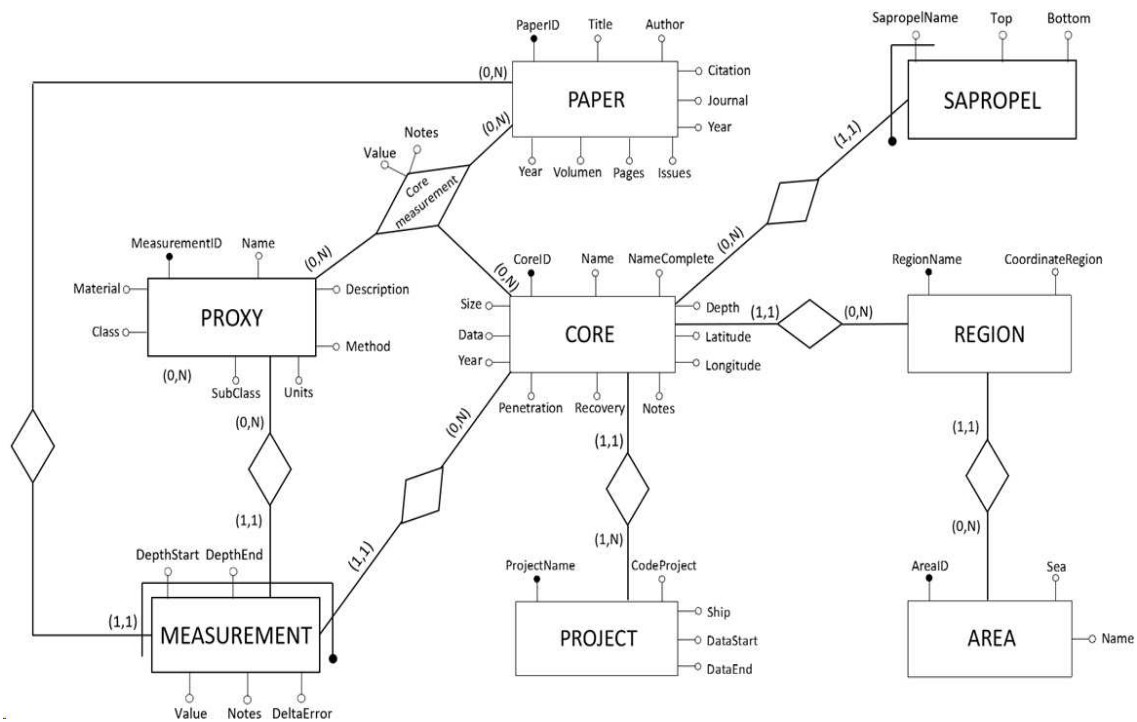 SapropelName Top Bottom
PaperID Title Author
(0,N)
PAPER
Citation
Journal
Year
SAPROPEL
(0,N)
(1,1)
Notes
Value
Core
measurement
Year Volumen Pages Issues
MeasurementID Name
(0,N)
(0,N)
(0,N)
CoreID Name NameComplete
RegionName CoordinateRegion
Material
Class
PROXY
Description
Method
Size
Data
Year
CORE
Depth
Latitude
Longitude
(1,1) (0,N)
REGION
(0,N)
SubClass Units
Penetration Recovery Notes
(0,N)
(0,N)
(1,1)
(1,1)
(1,1)
(1,1)
(1,N)
(0,N)
DepthStart DepthEnd
ProjectName CodeProject
AreaID Sea
(1,1)
MEASUREMENT
PROJECT
Ship
DataStart
DataEnd
AREA
Name
Value Notes DeltaError